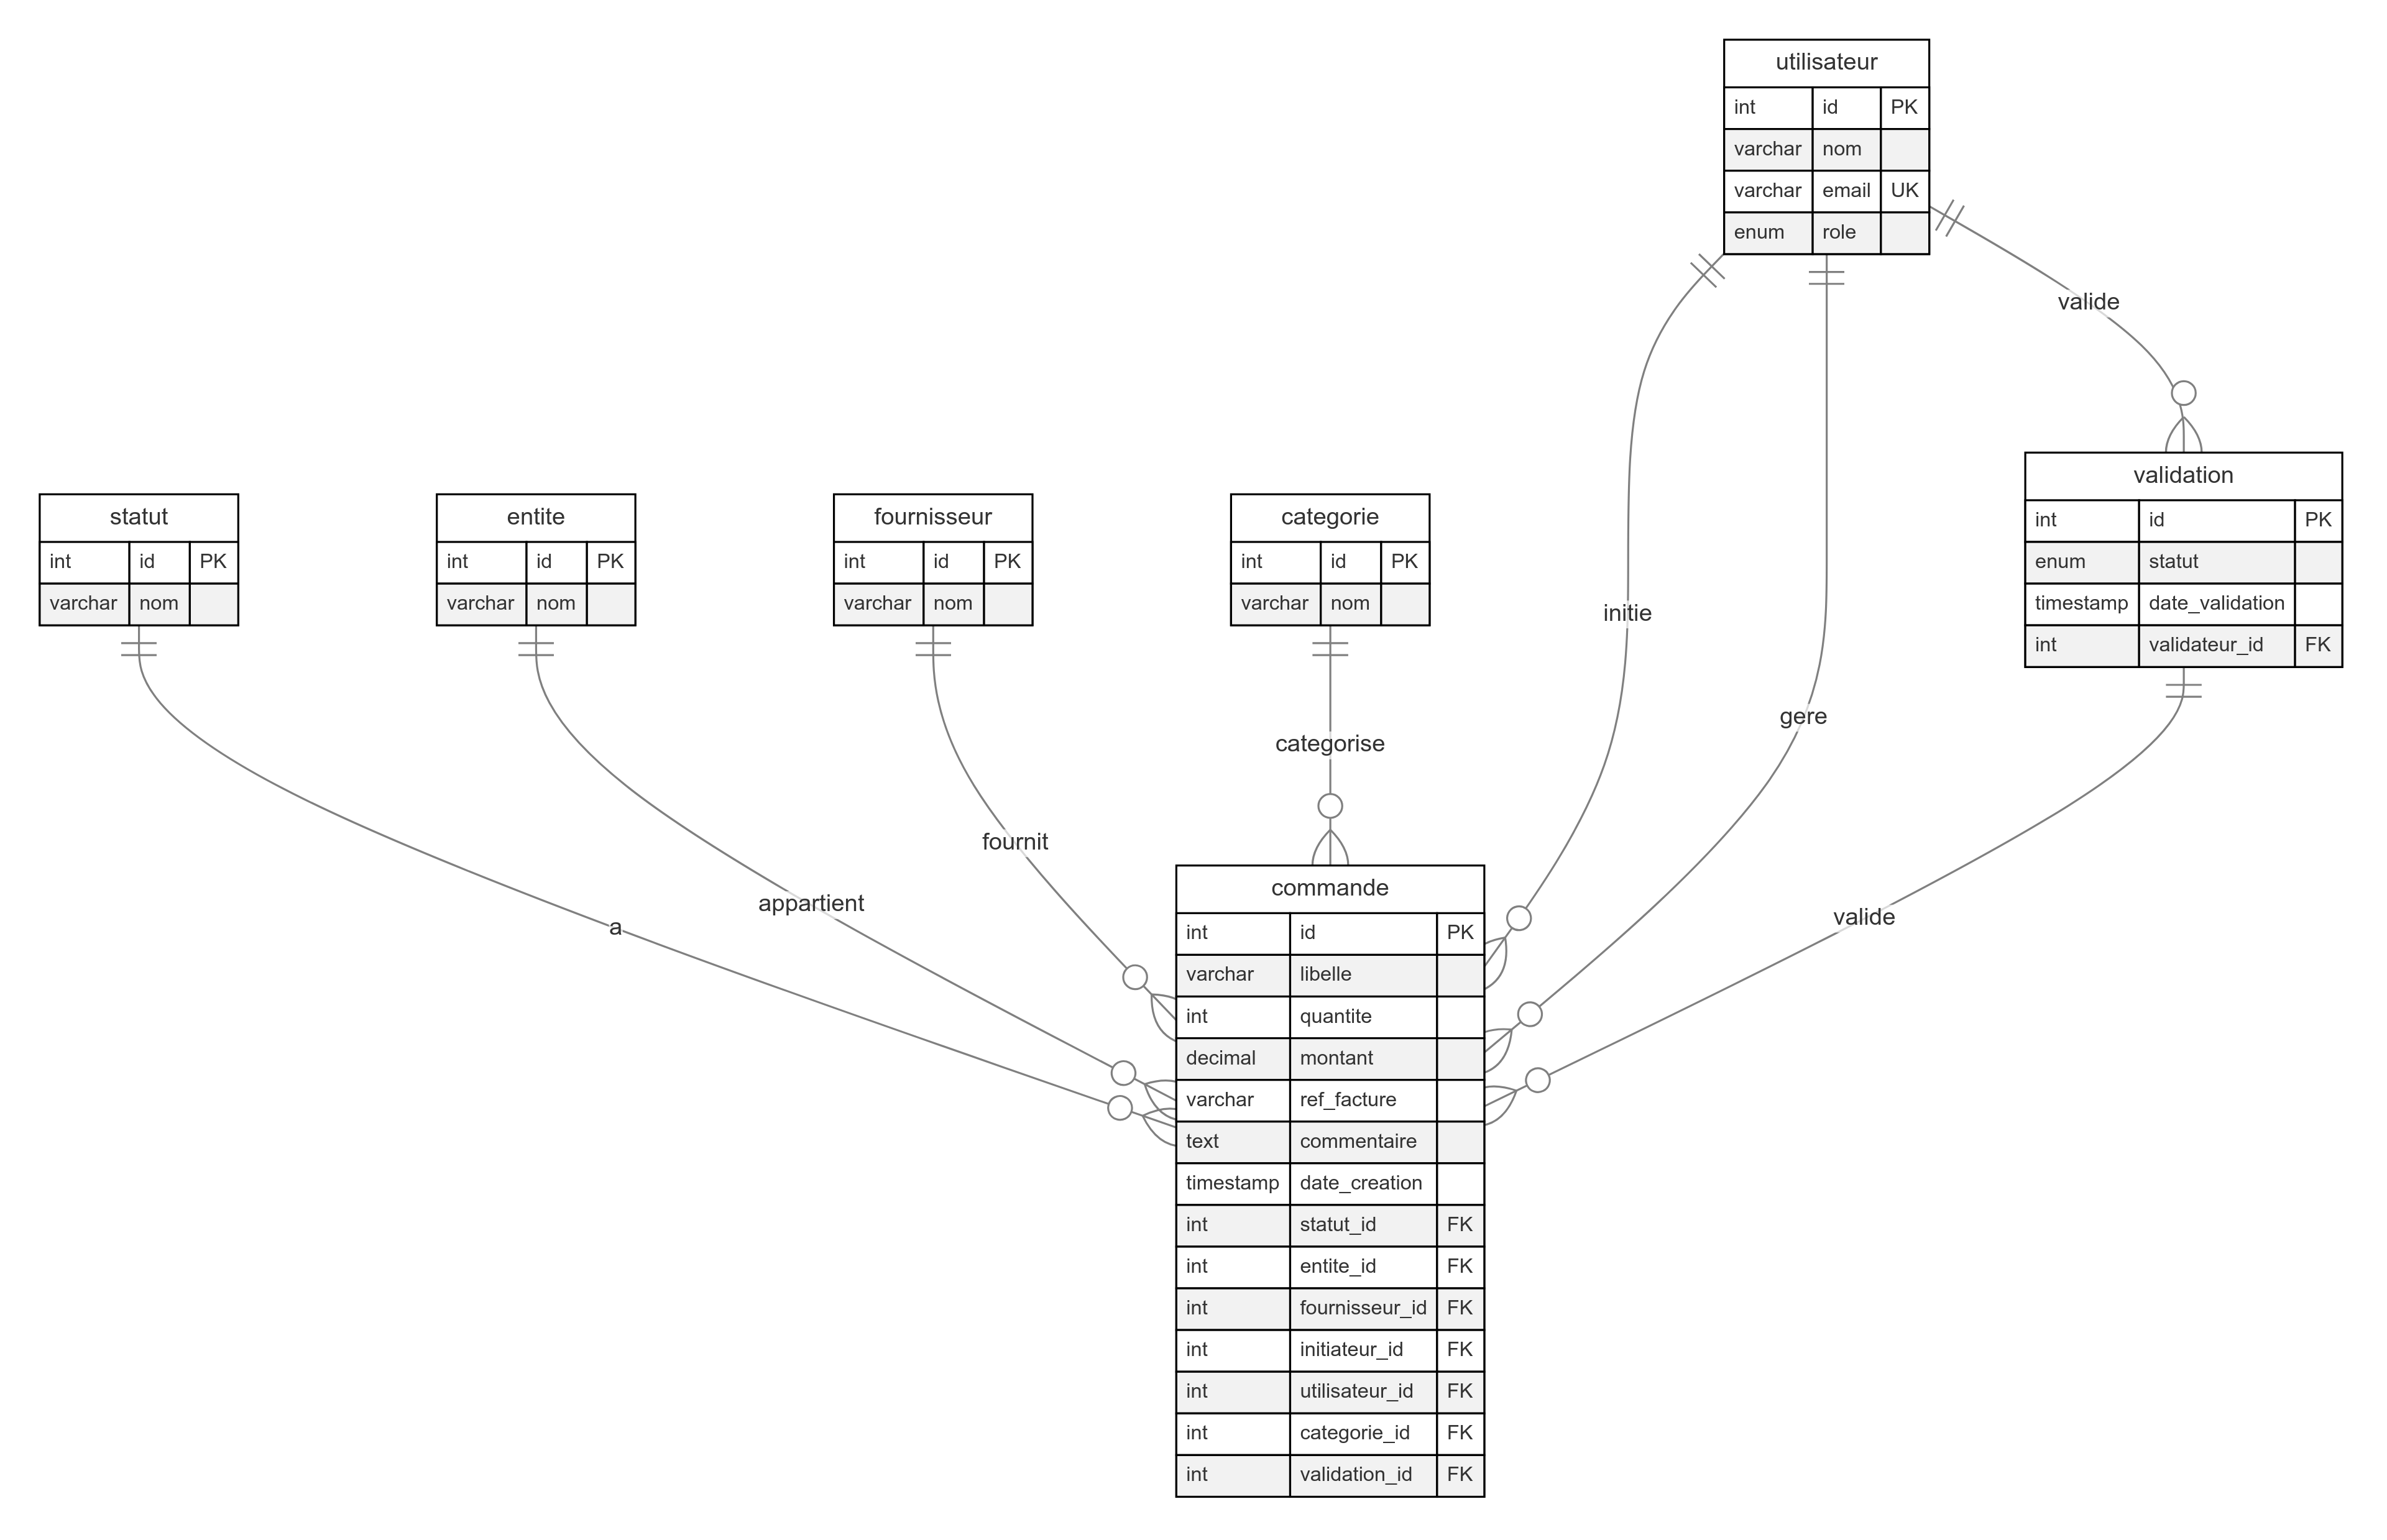 utilisateur
int id PK
varchar nom
varchar email UK
enum role
valide
validation
int id PK
enum statut
timestamp date_validation
int validateur_id FK
statut
int id PK
varchar nom
entite
int id PK
varchar nom
fournisseur
int id PK
varchar nom
categorie
int id PK
varchar nom
initie
gere
categorise
fournit
appartient
a
valide
commande
int id PK
varchar libelle
int quantite
decimal montant
varchar ref_facture
text commentaire
timestamp date_creation
int statut_id FK
int entite_id FK
int fournisseur_id FK
int initiateur_id FK
int utilisateur_id FK
int categorie_id FK
int validation_id FK